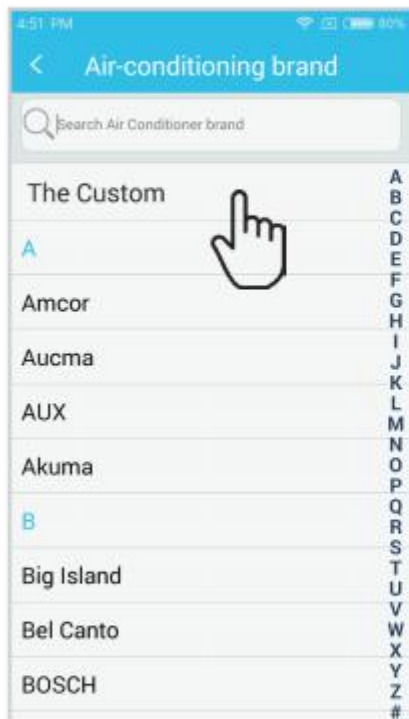 4:51 PM 80%
< Air-conditioning brand
Search Air Conditioner brand
The Custom
A
Amcor
Aucma
AUX
Akuma
B
Big Island
Bel Canto
BOSCH
A
B
C
D
E
F
G
H
I
J
K
L
M
N
O
P
Q
R
S
T
U
V
W
X
Y
Z
#